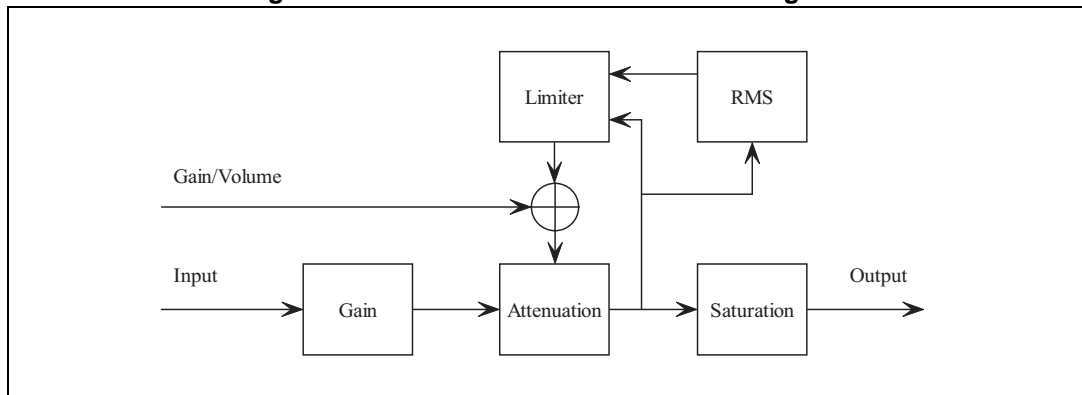 Limiter
RMS
Gain/Volume
Input
Output
Gain
Attenuation
Saturation